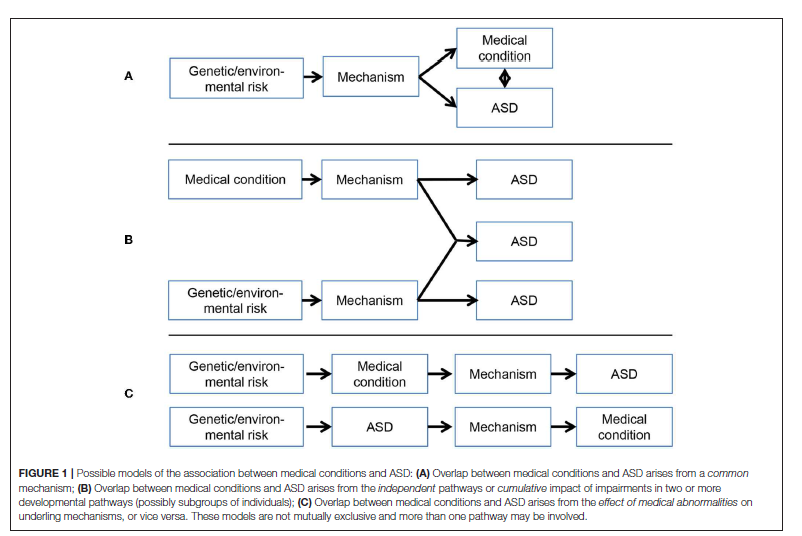 A
Genetic/environ-
mental risk
Mechanism
Medical
condition
ASD
B
Medical condition
Mechanism
ASD
ASD
Genetic/environ-
mental risk
Mechanism
ASD
C
Genetic/environ-
mental risk
Medical
condition
Mechanism
ASD
Genetic/environ-
mental risk
ASD
Mechanism
Medical
condition
FIGURE 1 | Possible models of the association between medical conditions and ASD: (A) Overlap between medical conditions and ASD arises from a common
mechanism; (B) Overlap between medical conditions and ASD arises from the independent pathways or cumulative impact of impairments in two or more
developmental pathways (possibly subgroups of individuals); (C) Overlap between medical conditions and ASD arises from the effect of medical abnormalities on
underling mechanisms, or vice versa. These models are not mutually exclusive and more than one pathway may be involved.